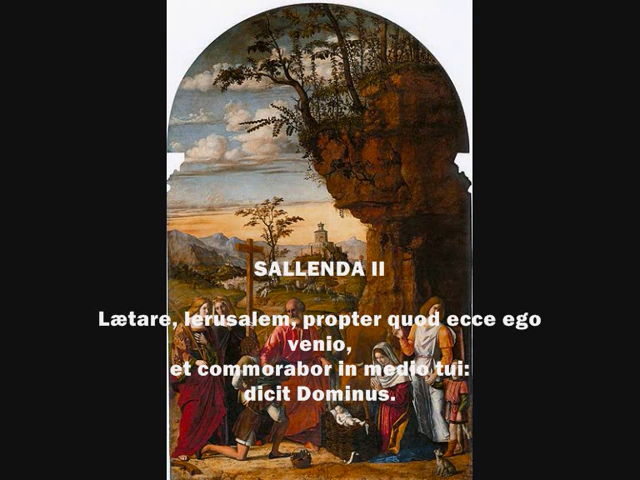 SALLENDA II
Lætare, Ierusalem, propter quod ecce ego
venio,
et commorabor in medio tui:
dicit Dominus.